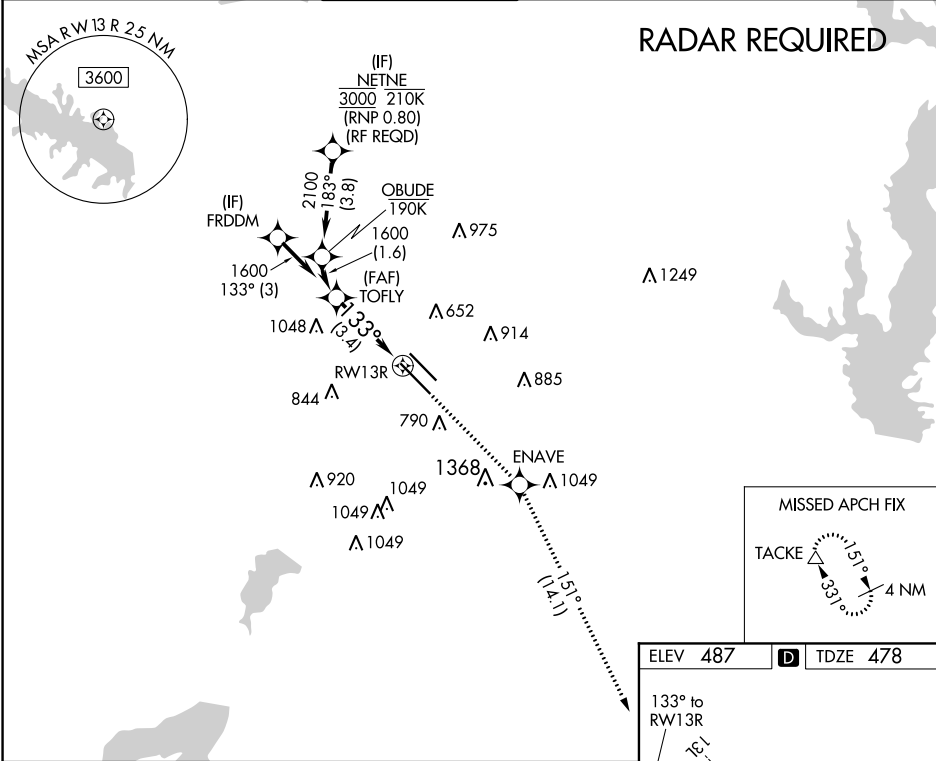 MSA RW 13 R 25 NM
3600
RADAR REQUIRED
(IF)
NETNE
3000 210K
(RNP 0.80)
(RF REQD)
2100
183°
(3.8)
OBUDE
190K
(IF)
FRDDM
1600
(1.6)
975
1249
1600
133° (3)
(FAF)
TOFLY
652
1048
133°
(3.4)
914
RW13R
885
844
790
ENAVE
1368
1049
920
1049
1049
1049
151°
(14.1)
MISSED APCH FIX
TACKE
151°
331°
4 NM
ELEV 487
D
TDZE 478
133° to
RW13R
13L